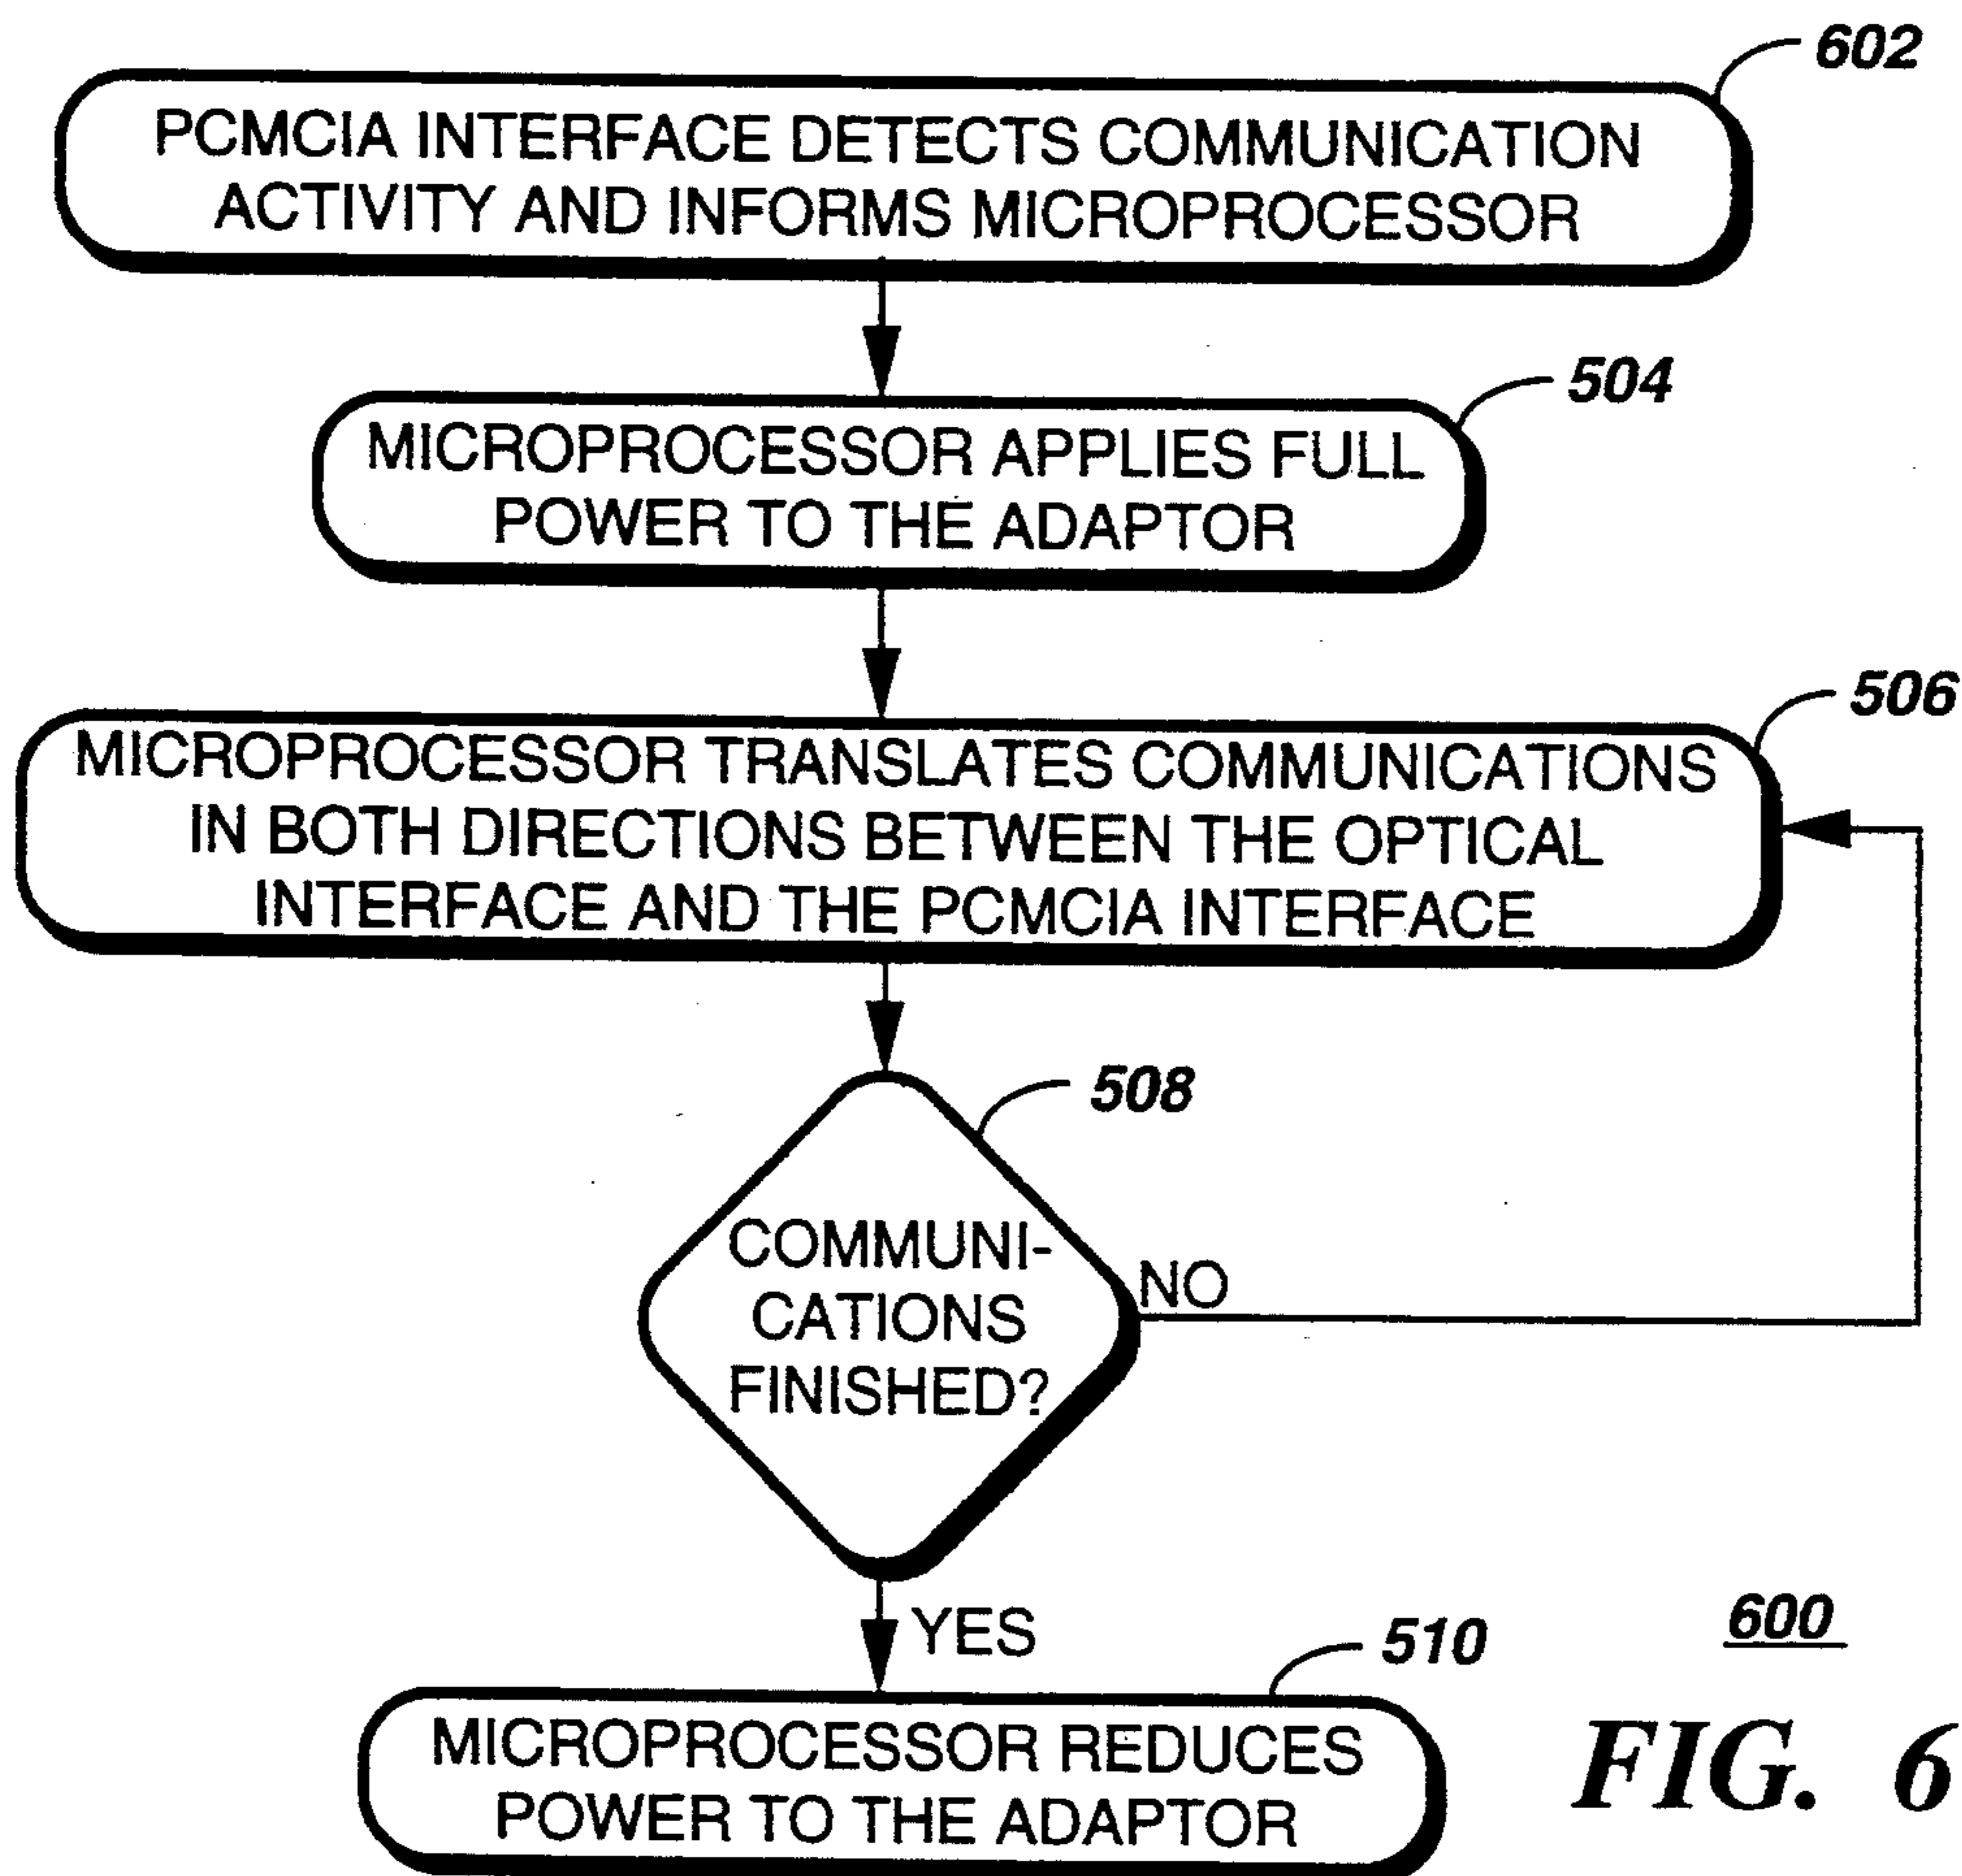 602
PCMCIA INTERFACE DETECTS COMMUNICATION
ACTIVITY AND INFORMS MICROPROCESSOR
504
MICROPROCESSOR APPLIES FULL
POWER TO THE ADAPTOR
506
MICROPROCESSOR TRANSLATES COMMUNICATIONS
IN BOTH DIRECTIONS BETWEEN THE OPTICAL
INTERFACE AND THE PCMCIA INTERFACE
508
COMMUNI-
CATIONS
FINISHED?
NO
YES
510
MICROPROCESSOR REDUCES
POWER TO THE ADAPTOR
600
FIG. 6